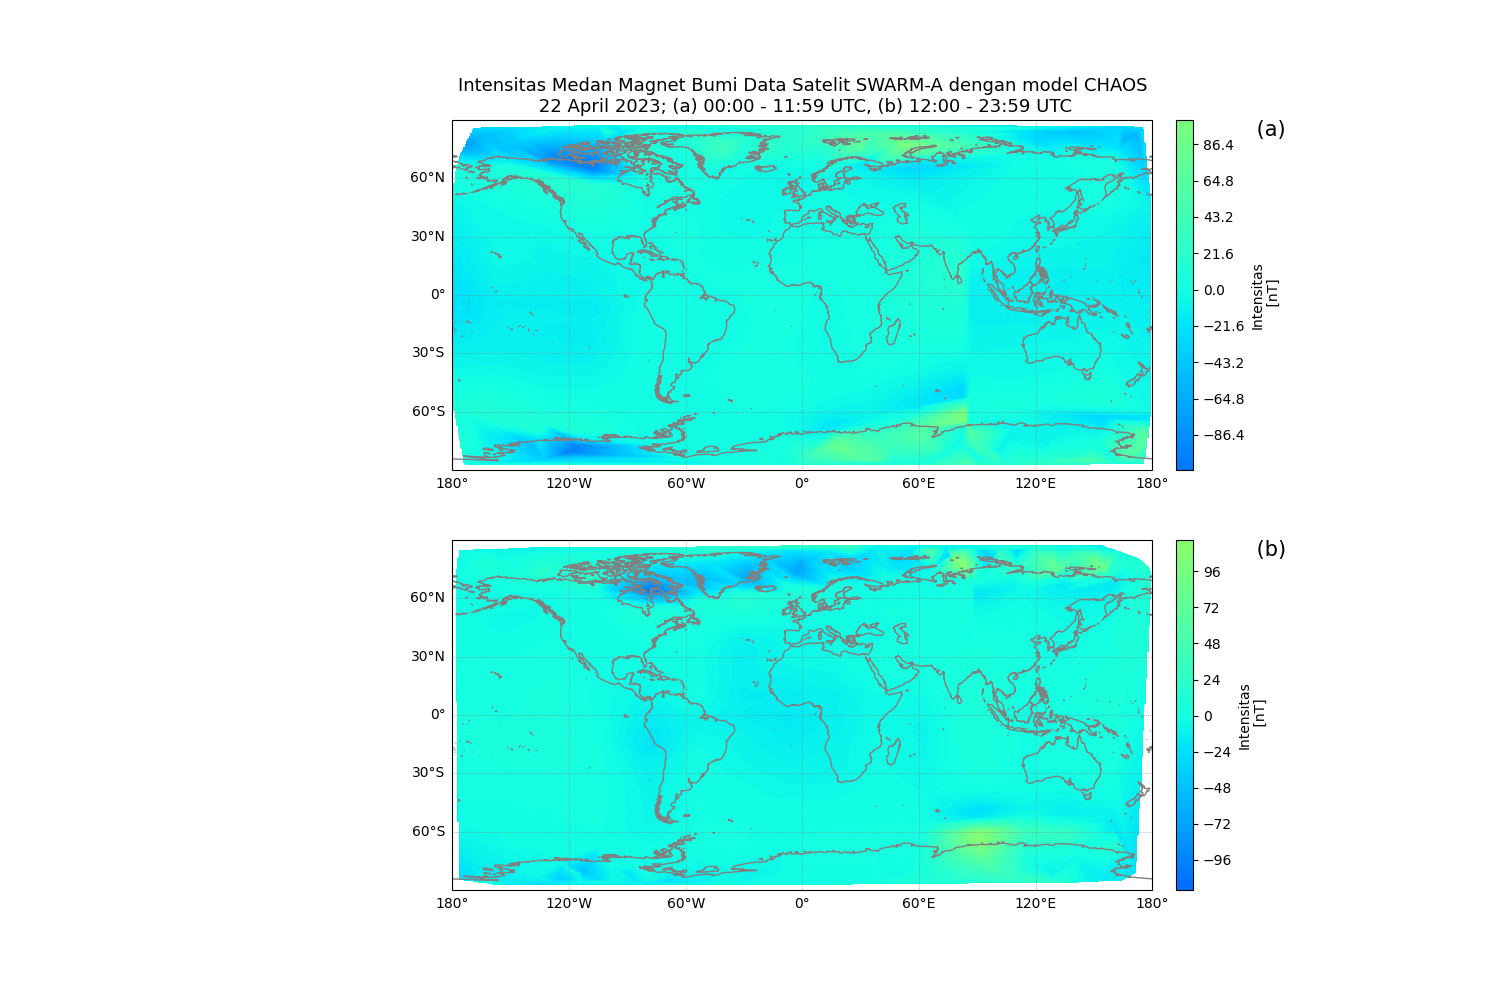 Intensitas Medan Magnet Bumi Data Satelit SWARM-A dengan model CHAOS
22 April 2023; (a) 00:00 - 11:59 UTC, (b) 12:00 - 23:59 UTC
(a)
60°N
30°N
0°
30°S
60°S
180°
120°W
60°W
0°
60°E
120°E
180°
86.4
64.8
43.2
21.6
0.0
−21.6
−43.2
−64.8
−86.4
Intensitas
[nT]
(b)
60°N
30°N
0°
30°S
60°S
180°
120°W
60°W
0°
60°E
120°E
180°
96
72
48
24
0
−24
−48
−72
−96
Intensitas
[nT]